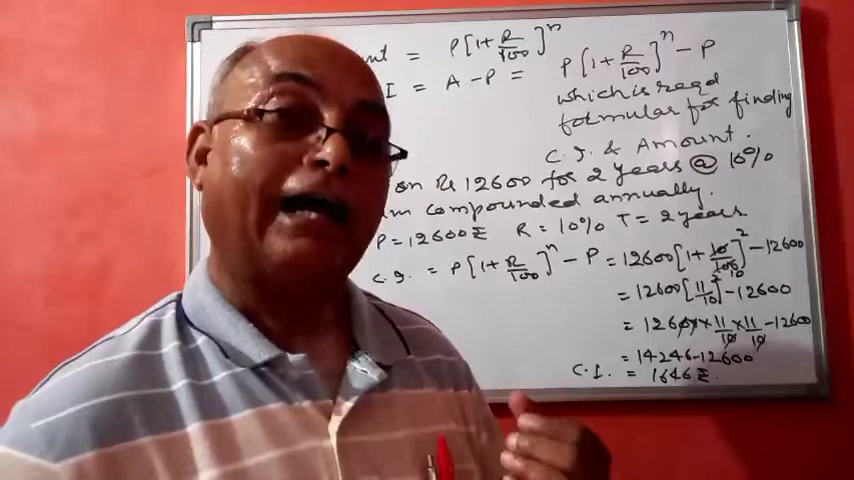 nt = P[1+R/100]^n
I = A-P = P[1+R/100]^n - P
which is reqd
formular for finding
C.I. & Amount.
on Rs 12600 for 2 years @ 10%
um compounded annually.
P = 12600₹ R = 10% T = 2 years
C.I. = P[1+R/100]^n - P = 12600[1+10/100]^2 - 12600
= 12600[11/10]^2 - 12600
= 12600 × 11/10 × 11/10 - 12600
= 14246 - 12600
C.I. = 1646₹.